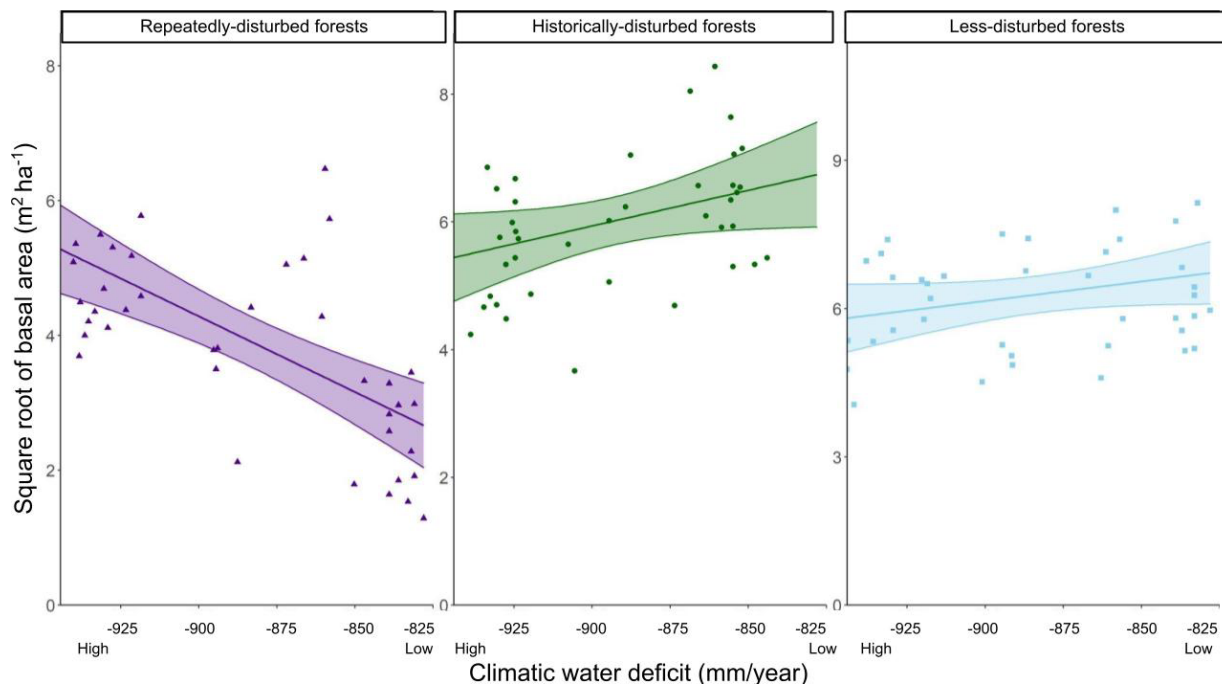 Repeatedly-disturbed forests
Historically-disturbed forests
Less-disturbed forests
Square root of basal area (m² ha⁻¹)
8
6
4
2
0
8
6
4
2
0
9
6
3
0
-925 -900 -875 -850 -825
High Low
-925 -900 -875 -850 -825
High Low
-925 -900 -875 -850 -825
High Low
Climatic water deficit (mm/year)